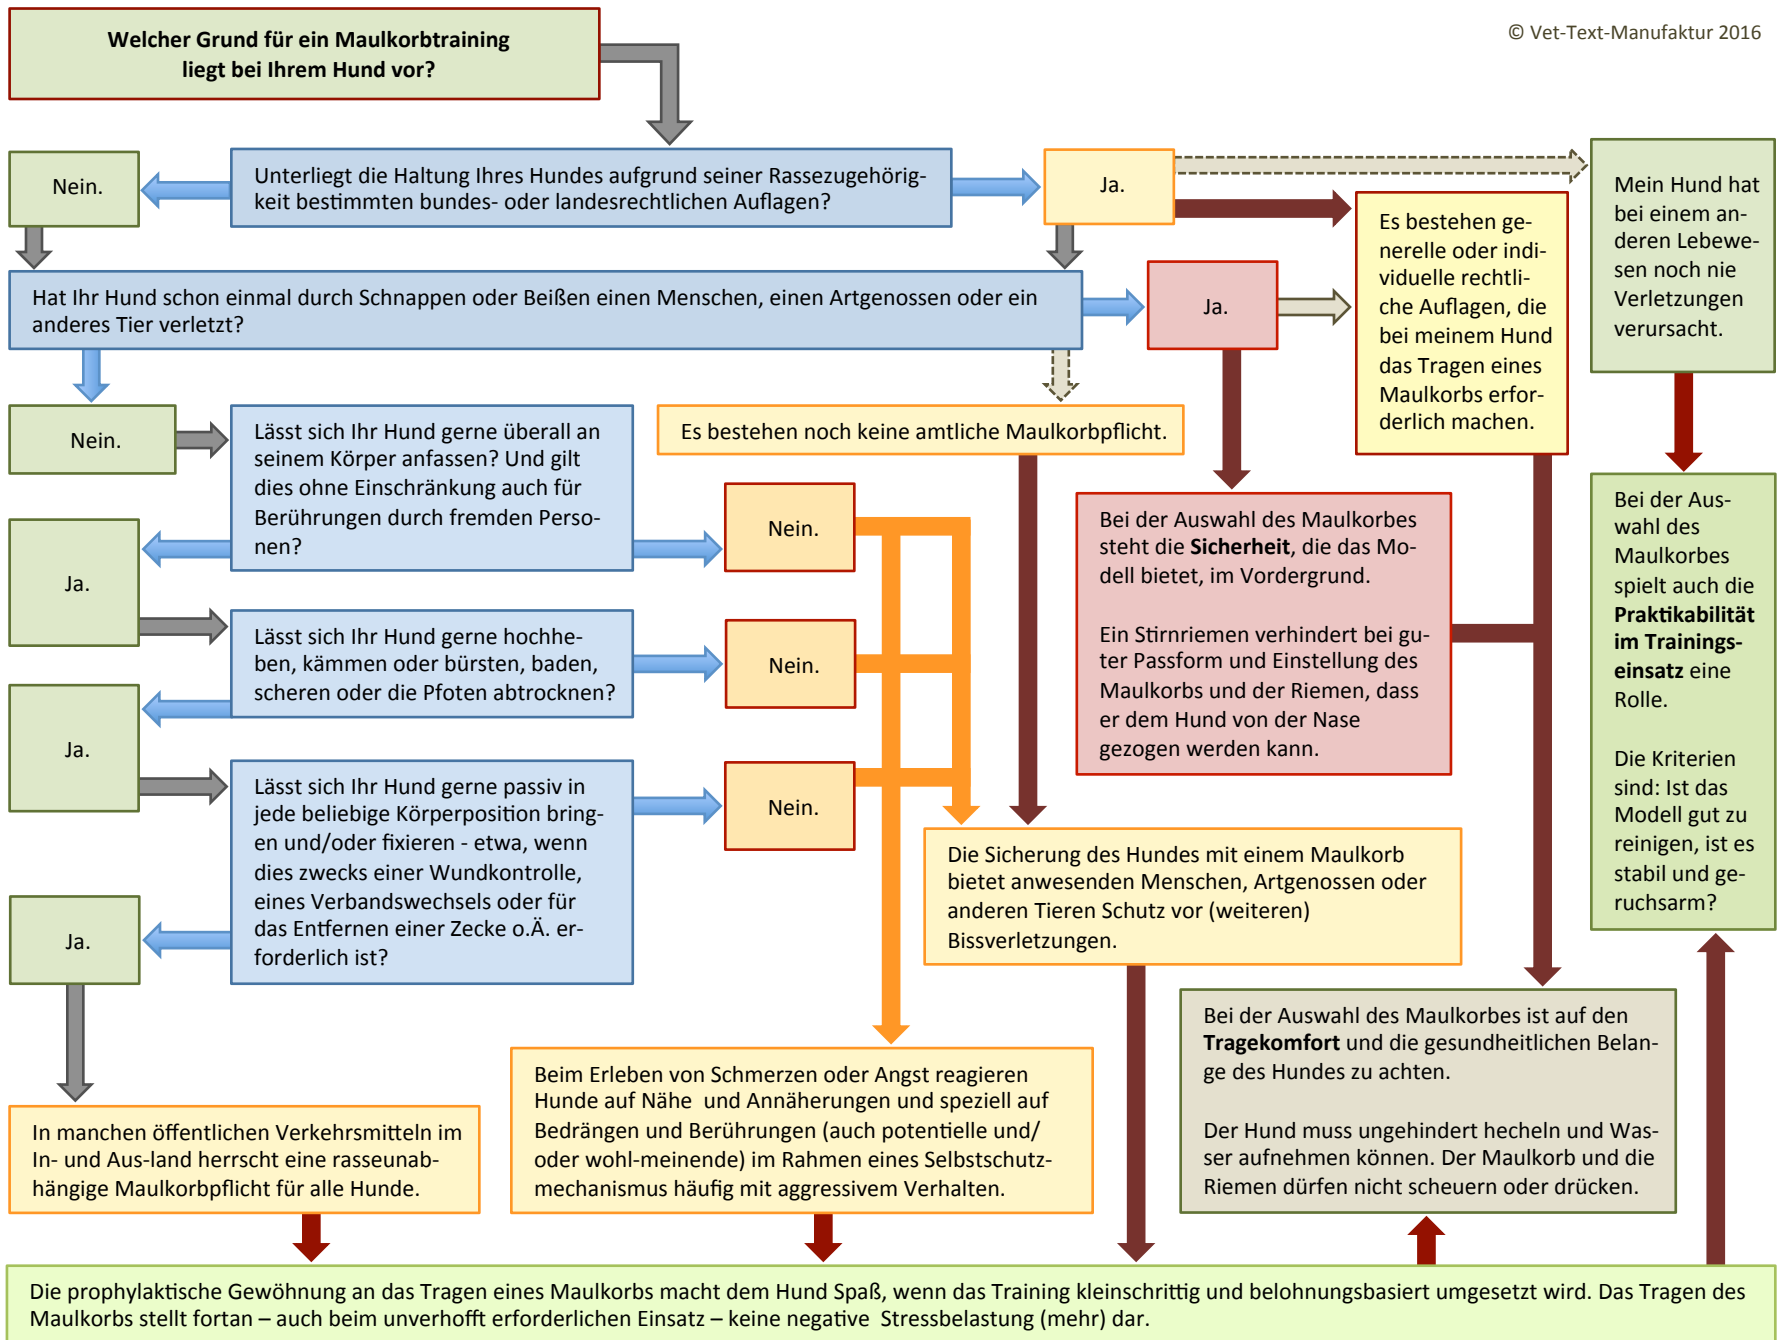 Welcher Grund für ein Maulkorbtraining
liegt bei Ihrem Hund vor?
© Vet-Text-Manufaktur 2016
Nein.
Unterliegt die Haltung Ihres Hundes aufgrund seiner Rassezugehörig-
keit bestimmten bundes- oder landesrechtlichen Auflagen?
Ja.
Mein Hund hat
bei einem an-
deren Lebewe-
sen noch nie
Verletzungen
verursacht.
Es bestehen ge-
nerelle oder indi-
viduelle rechtli-
che Auflagen, die
bei meinem Hund
das Tragen eines
Maulkorbs erfor-
derlich machen.
Hat Ihr Hund schon einmal durch Schnappen oder Beißen einen Menschen, einen Artgenossen oder ein
anderes Tier verletzt?
Ja.
Nein.
Lässt sich Ihr Hund gerne überall an
seinem Körper anfassen? Und gilt
dies ohne Einschränkung auch für
Berührungen durch fremden Perso-
nen?
Es bestehen noch keine amtliche Maulkorbpflicht.
Ja.
Nein.
Bei der Auswahl des Maulkorbes
steht die Sicherheit, die das Mo-
dell bietet, im Vordergrund.
Ein Stirnriemen verhindert bei gu-
ter Passform und Einstellung des
Maulkorbs und der Riemen, dass
er dem Hund von der Nase
gezogen werden kann.
Bei der Aus-
wahl des
Maulkorbes
spielt auch die
Praktikabilität
im Trainings-
einsatz eine
Rolle.
Die Kriterien
sind: Ist das
Modell gut zu
reinigen, ist es
stabil und ge-
ruchsarm?
Lässt sich Ihr Hund gerne hochhe-
ben, kämmen oder bürsten, baden,
scheren oder die Pfoten abtrocknen?
Nein.
Ja.
Lässt sich Ihr Hund gerne passiv in
jede beliebige Körperposition bring-
en und/oder fixieren - etwa, wenn
dies zwecks einer Wundkontrolle,
eines Verbandswechsels oder für
das Entfernen einer Zecke o.Ä. er-
forderlich ist?
Nein.
Ja.
Die Sicherung des Hundes mit einem Maulkorb
bietet anwesenden Menschen, Artgenossen oder
anderen Tieren Schutz vor (weiteren)
Bissverletzungen.
Bei der Auswahl des Maulkorbes ist auf den
Tragekomfort und die gesundheitlichen Belan-
ge des Hundes zu achten.
Der Hund muss ungehindert hecheln und Was-
ser aufnehmen können. Der Maulkorb und die
Riemen dürfen nicht scheuern oder drücken.
In manchen öffentlichen Verkehrsmitteln im
In- und Aus-land herrscht eine rasseunab-
hängige Maulkorbpflicht für alle Hunde.
Beim Erleben von Schmerzen oder Angst reagieren
Hunde auf Nähe und Annäherungen und speziell auf
Bedrängen und Berührungen (auch potentielle und/
oder wohl-meinende) im Rahmen eines Selbstschutz-
mechanismus häufig mit aggressivem Verhalten.
Die prophylaktische Gewöhnung an das Tragen eines Maulkorbs macht dem Hund Spaß, wenn das Training kleinschrittig und belohnungsbasiert umgesetzt wird. Das Tragen des
Maulkorbs stellt fortan – auch beim unverhofft erforderlichen Einsatz – keine negative Stressbelastung (mehr) dar.